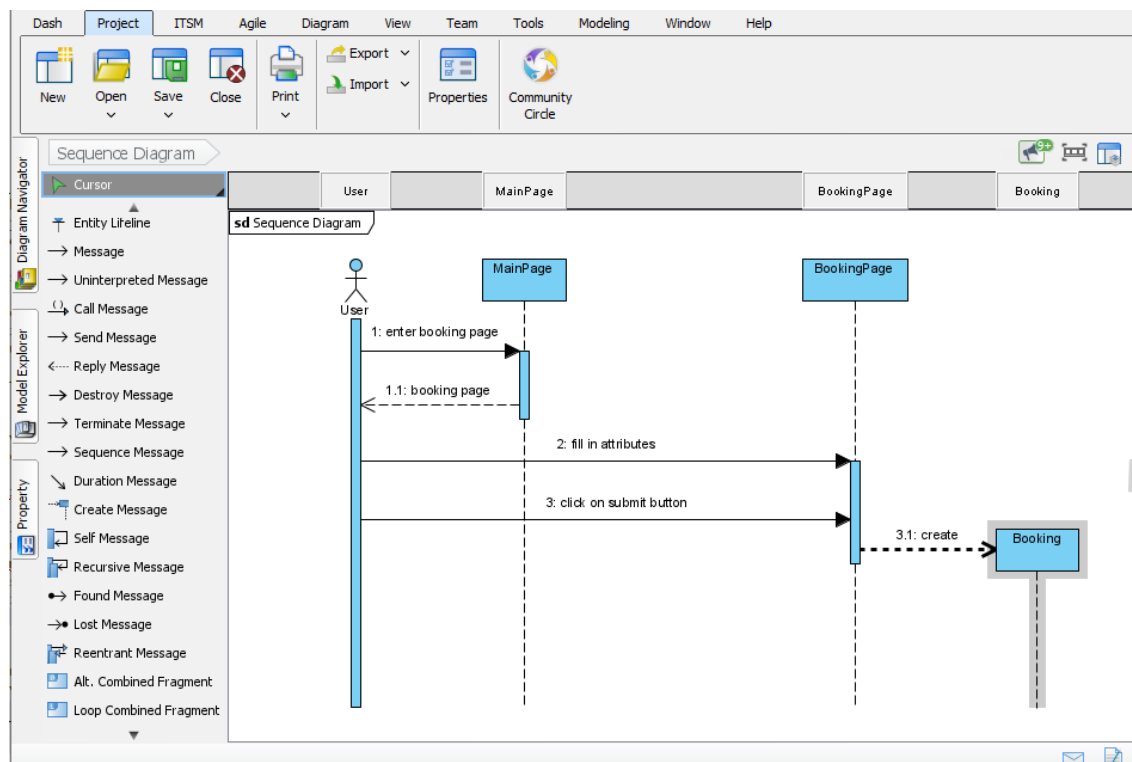 Dash Project ITSM Agile Diagram View Team Tools Modeling Window Help
New Open Save Close Print Export Import Properties Community Circle
Sequence Diagram
9+
Diagram Navigator
Model Explorer
Property
Cursor
Entity Lifeline
Message
Uninterpreted Message
Call Message
Send Message
Reply Message
Destroy Message
Terminate Message
Sequence Message
Duration Message
Create Message
Self Message
Recursive Message
Found Message
Lost Message
Reentrant Message
Alt. Combined Fragment
Loop Combined Fragment
User MainPage BookingPage Booking
sd Sequence Diagram
MainPage BookingPage
User
1: enter booking page
1.1: booking page
2: fill in attributes
3: click on submit button
3.1: create
Booking